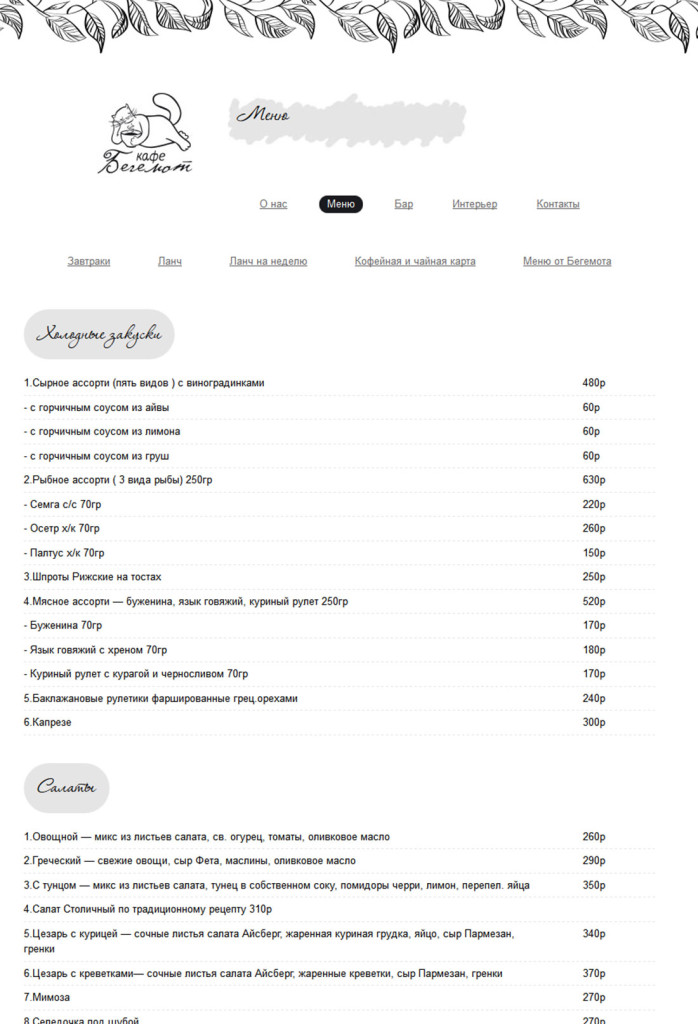 Меню
кафе
Бегемот
О нас Меню Бар Интерьер Контакты
Завтраки Ланч Ланч на неделю Кофейная и чайная карта Меню от Бегемота
Холодные закуски
1.Сырное ассорти (пять видов ) с виноградинками 480р
- с горчичным соусом из айвы 60р
- с горчичным соусом из лимона 60р
- с горчичным соусом из груш 60р
2.Рыбное ассорти ( 3 вида рыбы) 250гр 630р
- Семга с/с 70гр 220р
- Осетр х/к 70гр 260р
- Палтус х/к 70гр 150р
3.Шпроты Рижские на тостах 250р
4.Мясное ассорти — буженина, язык говяжий, куриный рулет 250гр 520р
- Буженина 70гр 170р
- Язык говяжий с хреном 70гр 180р
- Куриный рулет с курагой и черносливом 70гр 170р
5.Баклажановые рулетики фаршированные грец.орехами 240р
6.Капрезе 300р
Салаты
1.Овощной — микс из листьев салата, св. огурец, томаты, оливковое масло 260р
2.Греческий — свежие овощи, сыр Фета, маслины, оливковое масло 290р
3.С тунцом — микс из листьев салата, тунец в собственном соку, помидоры черри, лимон, перепел. яйца 350р
4.Салат Столичный по традиционному рецепту 310р
5.Цезарь с курицей — сочные листья салата Айсберг, жаренная куриная грудка, яйцо, сыр Пармезан, 340р
гренки
6.Цезарь с креветками— сочные листья салата Айсберг, жаренные креветки, сыр Пармезан, гренки 370р
7.Мимоза 270р
8.Селедочка под шубой 270р